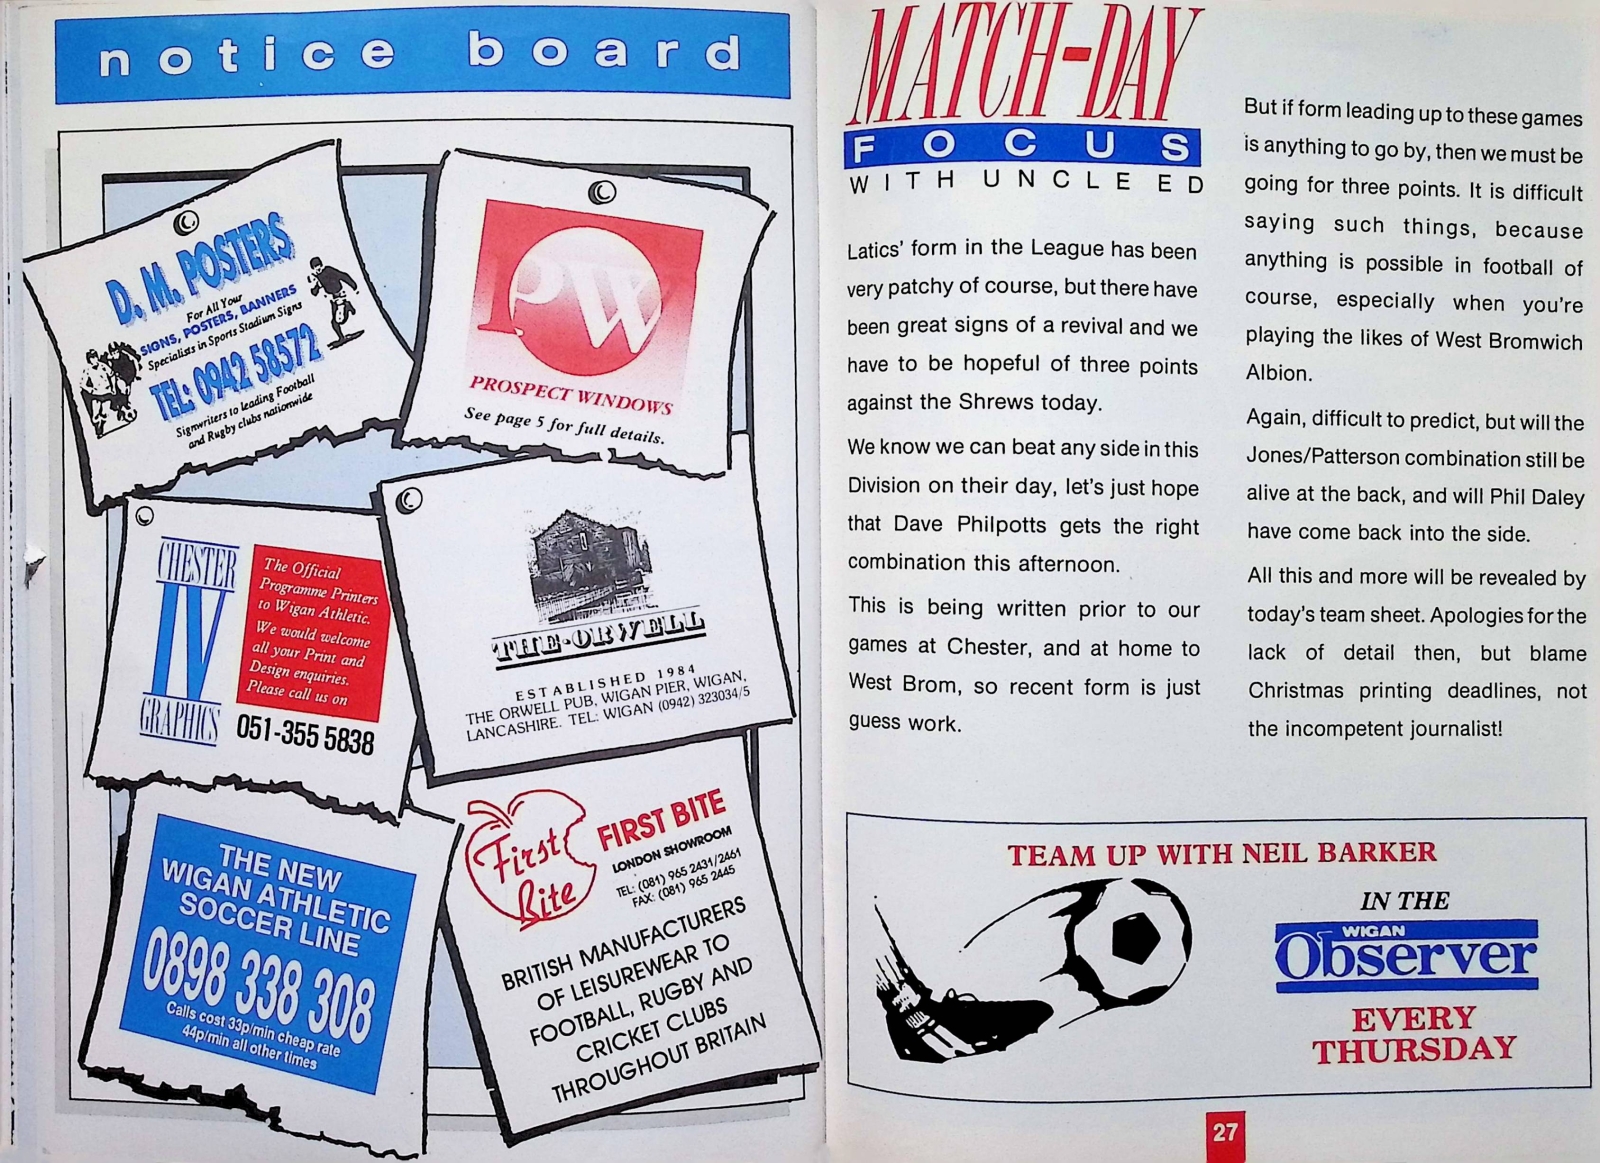 notice board
D. M. POSTERS
For All Your
SIGNS, POSTERS, BANNERS
Specialists in Sports Stadium Signs
TEL: 0942 58572
Signwriters to leading Football
and Rugby clubs nationwide
PW
PROSPECT WINDOWS
See page 5 for full details.
CHESTER
IV
GRAPHICS
The Official
Programme Printers
to Wigan Athletic.
We would welcome
all your Print and
Design enquiries.
Please call us on
051-355 5838
THE·ORWELL
ESTABLISHED 1984
THE ORWELL PUB, WIGAN PIER, WIGAN,
LANCASHIRE. TEL: WIGAN (0942) 323034/5
THE NEW
WIGAN ATHLETIC
SOCCER LINE
0898 338 308
Calls cost 33p/min cheap rate
44p/min all other times
First
Bite
FIRST BITE
LONDON SHOWROOM
TEL: (081) 965 2431/2461
FAX: (081) 965 2445
BRITISH MANUFACTURERS
OF LEISUREWEAR TO
FOOTBALL, RUGBY AND
CRICKET CLUBS
THROUGHOUT BRITAIN
MATCH-DAY
FOCUS
WITH UNCLE ED
Latics' form in the League has been
very patchy of course, but there have
been great signs of a revival and we
have to be hopeful of three points
against the Shrews today.
We know we can beat any side in this
Division on their day, let's just hope
that Dave Philpotts gets the right
combination this afternoon.
This is being written prior to our
games at Chester, and at home to
West Brom, so recent form is just
guess work.
But if form leading up to these games
is anything to go by, then we must be
going for three points. It is difficult
saying such things, because
anything is possible in football of
course, especially when you're
playing the likes of West Bromwich
Albion.
Again, difficult to predict, but will the
Jones/Patterson combination still be
alive at the back, and will Phil Daley
have come back into the side.
All this and more will be revealed by
today's team sheet. Apologies for the
lack of detail then, but blame
Christmas printing deadlines, not
the incompetent journalist!
TEAM UP WITH NEIL BARKER
IN THE
WIGAN
Observer
EVERY
THURSDAY
27